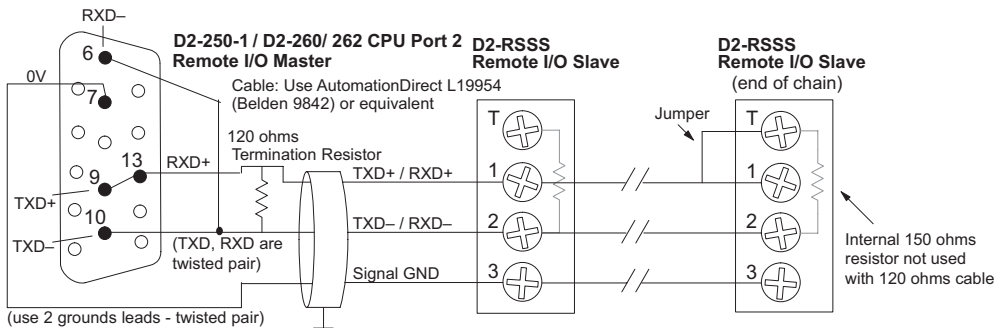 RXD–
6
0V
7
13
RXD+
9
TXD+
10
TXD–
D2-250-1 / D2-260/ 262 CPU Port 2
Remote I/O Master
Cable: Use AutomationDirect L19954
(Belden 9842) or equivalent
120 ohms
Termination Resistor
(TXD, RXD are
twisted pair)
(use 2 grounds leads - twisted pair)
TXD+ / RXD+
TXD– / RXD–
Signal GND
D2-RSSS
Remote I/O Slave
T
1
2
3
Jumper
D2-RSSS
Remote I/O Slave
(end of chain)
T
1
2
3
Internal 150 ohms
resistor not used
with 120 ohms cable